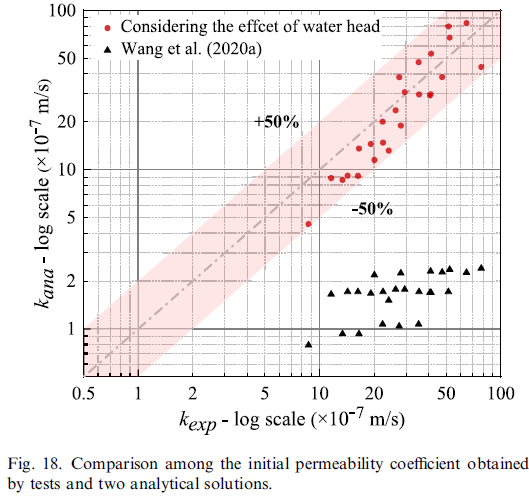 100
50
20
10
5
2
1
0.5
1
5
10
20
50
100
Considering the effcet of water head
Wang et al. (2020a)
+50%
-50%
kana - log scale (×10-7 m/s)
kexp - log scale (×10-7 m/s)
Fig. 18. Comparison among the initial permeability coefficient obtained
by tests and two analytical solutions.